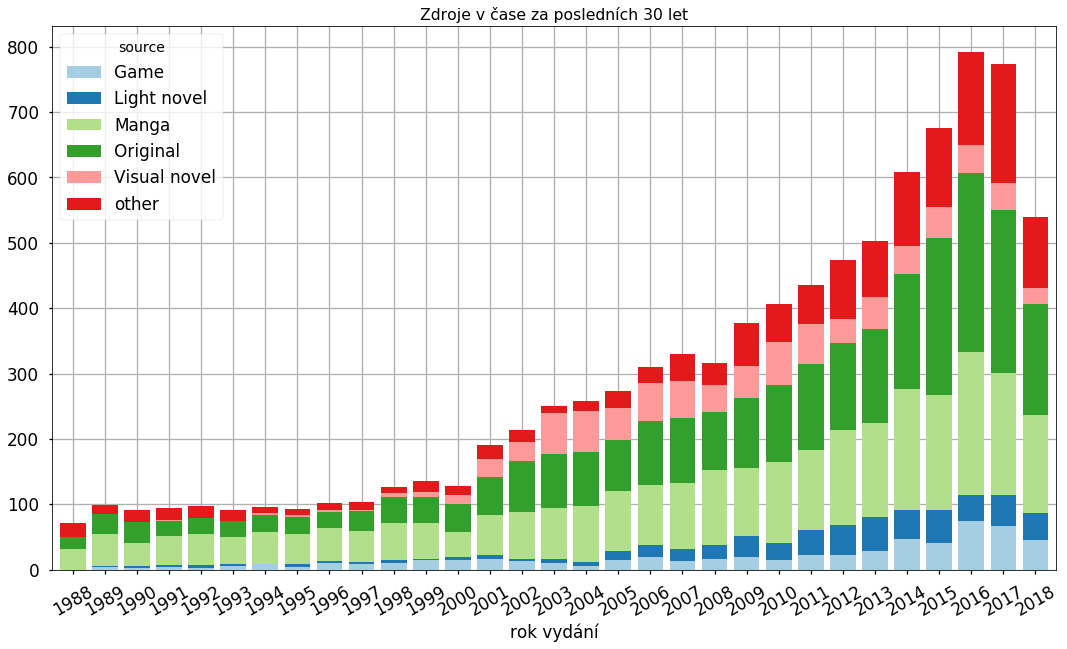 Zdroje v čase za posledních 30 let
source
Game
Light novel
Manga
Original
Visual novel
other
800
700
600
500
400
300
200
100
0
1988 1989 1990 1991 1992 1993 1994 1995 1996 1997 1998 1999 2000 2001 2002 2003 2004 2005 2006 2007 2008 2009 2010 2011 2012 2013 2014 2015 2016 2017 2018
rok vydání